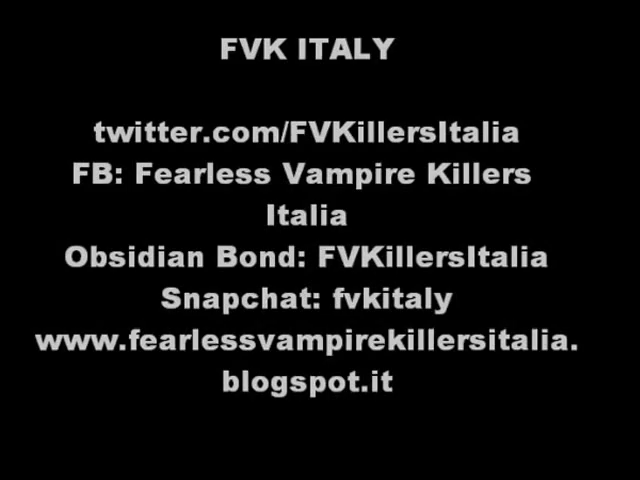 FVK ITALY
twitter.com/FVKillersItalia
FB: Fearless Vampire Killers
Italia
Obsidian Bond: FVKillersItalia
Snapchat: fvkitaly
www.fearlessvampirekillersitalia.
blogspot.it